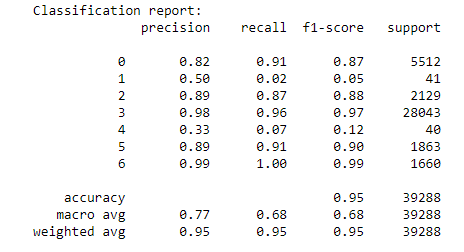 Classification report:
precision recall f1-score support
0 0.82 0.91 0.87 5512
1 0.50 0.02 0.05 41
2 0.89 0.87 0.88 2129
3 0.98 0.96 0.97 28043
4 0.33 0.07 0.12 40
5 0.89 0.91 0.90 1863
6 0.99 1.00 0.99 1660
accuracy 0.95 39288
macro avg 0.77 0.68 0.68 39288
weighted avg 0.95 0.95 0.95 39288